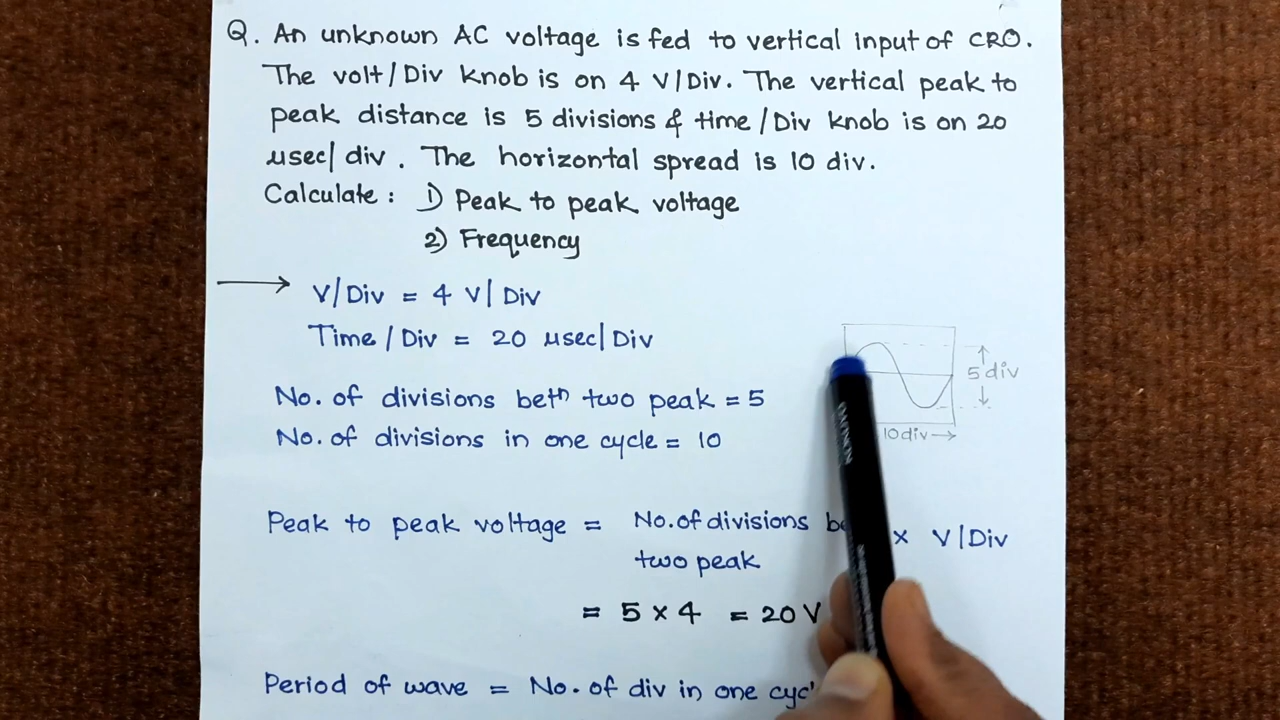 Q. An unknown AC voltage is fed to vertical input of CRO.
The volt/Div knob is on 4 V/Div. The vertical peak to
peak distance is 5 divisions & time/Div knob is on 20
μsec/div. The horizontal spread is 10 div.
Calculate : 1) Peak to peak voltage
2) Frequency
V/Div = 4 V/Div
Time/Div = 20 μsec/Div
5 div
No. of divisions betⁿ two peak = 5
No. of divisions in one cycle = 10
10 div
Peak to peak voltage = No. of divisions × V/Div
two peak
= 5 × 4 = 20 V
Period of wave = No. of div in one